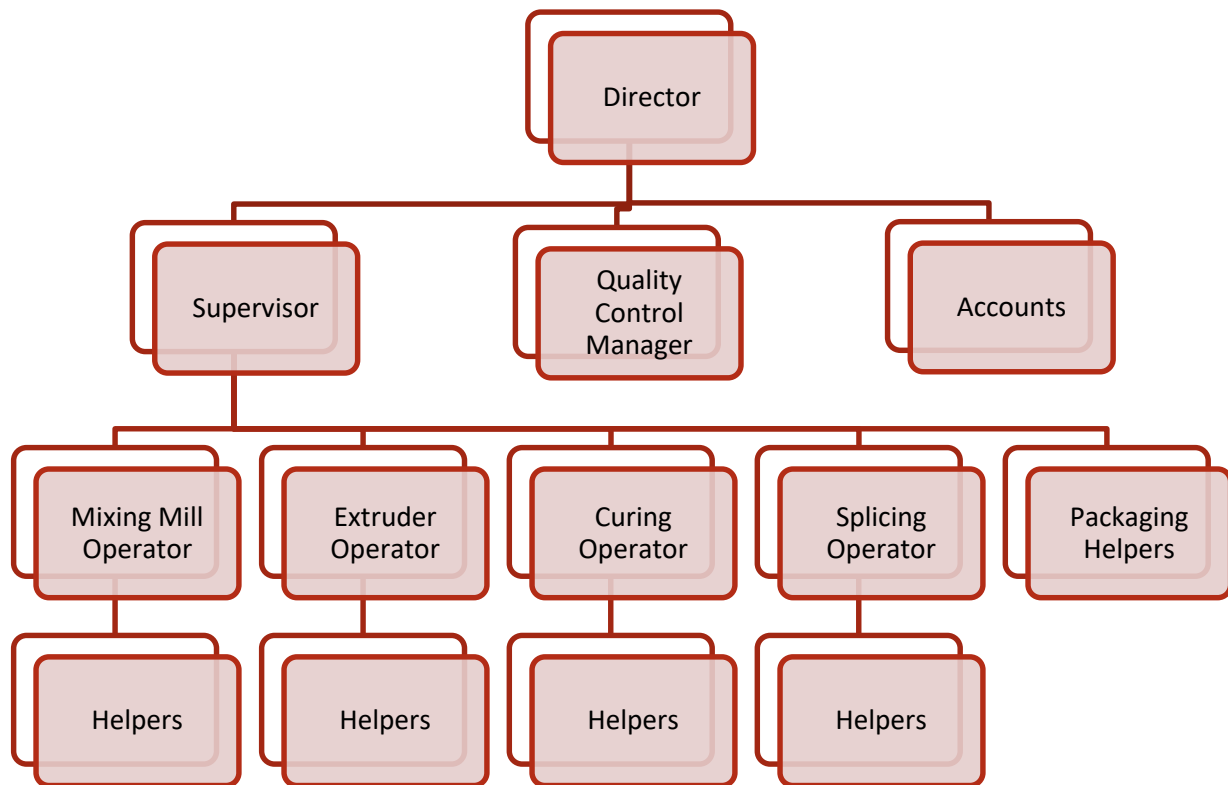 Director
Supervisor
Quality
Control
Manager
Accounts
Mixing Mill
Operator
Extruder
Operator
Curing
Operator
Splicing
Operator
Packaging
Helpers
Helpers
Helpers
Helpers
Helpers